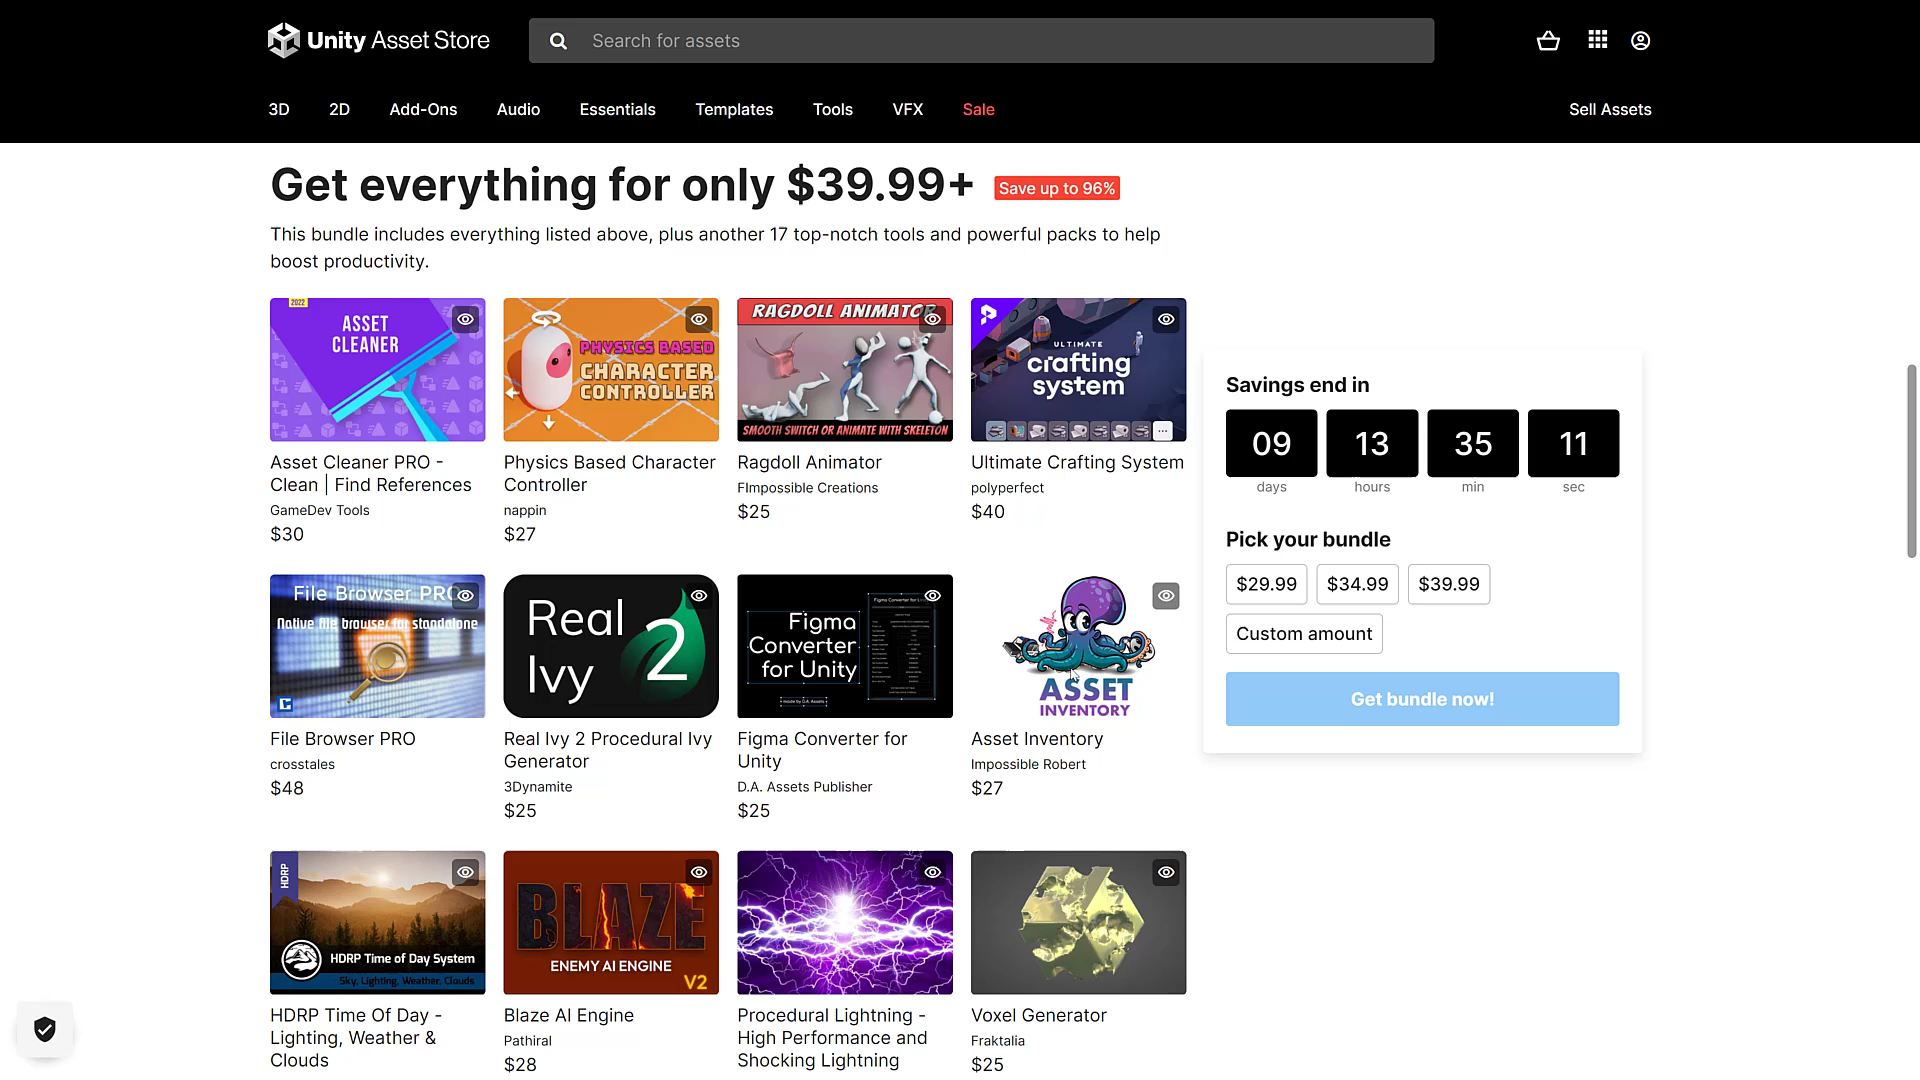 Unity Asset Store
Search for assets
3D 2D Add-Ons Audio Essentials Templates Tools VFX Sale Sell Assets
Get everything for only $39.99+ Save up to 96%
This bundle includes everything listed above, plus another 17 top-notch tools and powerful packs to help
boost productivity.
2022
ASSET
CLEANER
Asset Cleaner PRO -
Clean | Find References
GameDev Tools
$30
PHYSICS BASED
CHARACTER
CONTROLLER
Physics Based Character
Controller
nappin
$27
RAGDOLL ANIMATOR
SMOOTH SWITCH OR ANIMATE WITH SKELETON
Ragdoll Animator
FImpossible Creations
$25
ULTIMATE
crafting
system
Ultimate Crafting System
polyperfect
$40
Savings end in
09 13 35 11
days hours min sec
Pick your bundle
$29.99 $34.99 $39.99
Custom amount
Get bundle now!
File Browser PRO
Native file browser for standalone
File Browser PRO
crosstales
$48
Real
Ivy 2
Real Ivy 2 Procedural Ivy
Generator
3Dynamite
$25
Figma
Converter
for Unity
made by D.A. Assets
Figma Converter for
Unity
D.A. Assets Publisher
$25
ASSET
INVENTORY
Asset Inventory
Impossible Robert
$27
HDRP
HDRP Time of Day System
Sky, Lighting, Weather, Clouds
HDRP Time Of Day -
Lighting, Weather &
Clouds
BLAZE
ENEMY AI ENGINE
V2
Blaze AI Engine
Pathiral
$28
Procedural Lightning -
High Performance and
Shocking Lightning
Voxel Generator
Fraktalia
$25